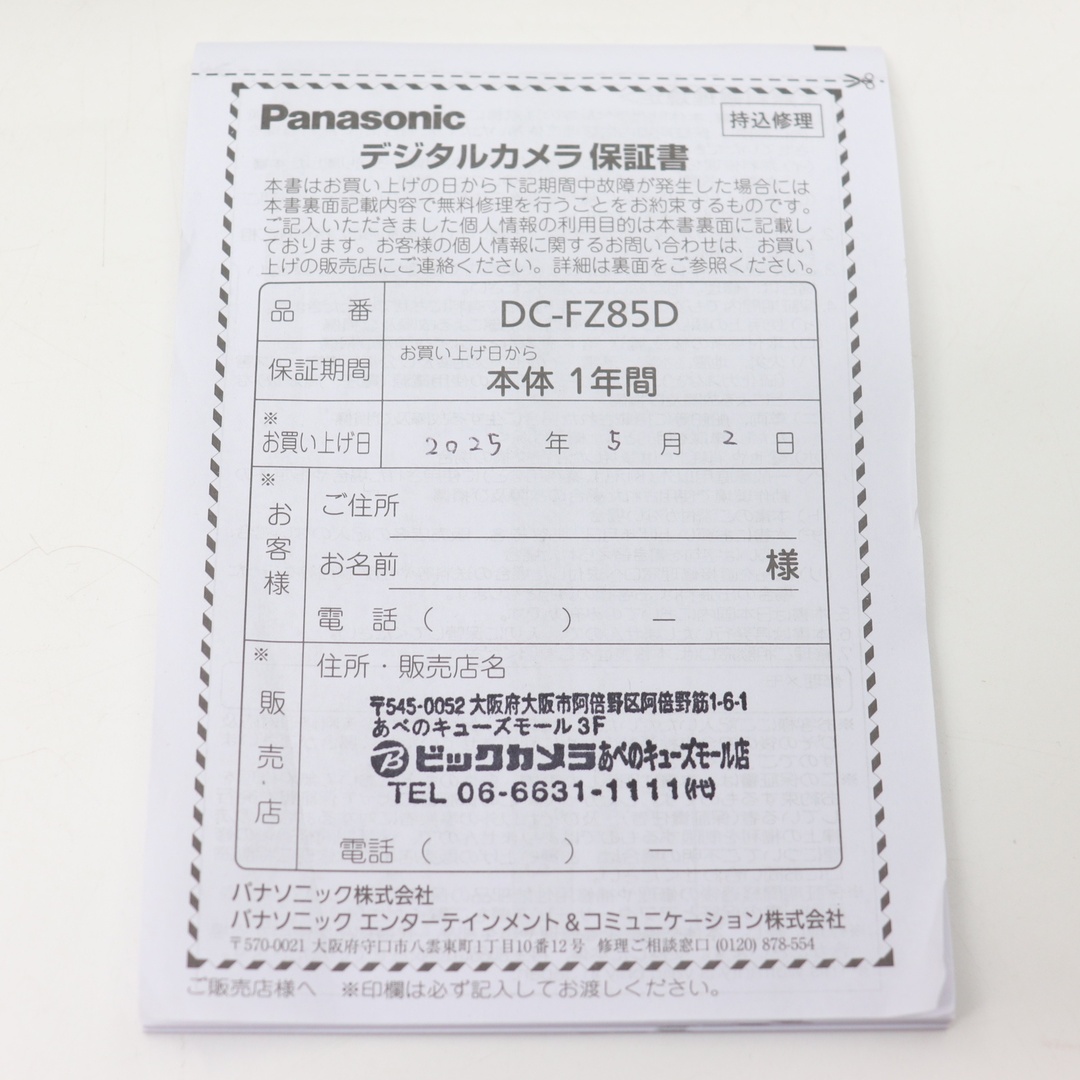 Panasonic
持込修理
デジタルカメラ 保証書
本書はお買い上げの日から下記期間中故障が発生した場合には
本書裏面記載内容で無料修理を行うことをお約束するものです。
ご記入いただきました個人情報の利用目的は本書裏面に記載し
ております。お客様の個人情報に関するお問い合わせは、お買い
上げの販売店にご連絡ください。詳細は裏面をご参照ください。
品 番 DC-FZ85D
保証期間 お買い上げ日から
本体 1年間
※
お買い上げ日 2025 年 5 月 2 日
※
お客様
ご住所
お名前 様
電 話 ( ) ー
※
販売店
住所・販売店名
〒545-0052 大阪府大阪市阿倍野区阿倍野筋1-6-1
あべのキューズモール 3F
B ビックカメラ あべのキューズモール店
TEL 06-6631-1111(代)
電話 ( ) ー
パナソニック株式会社
パナソニック エンターテインメント&コミュニケーション株式会社
〒570-0021 大阪府守口市八雲東町1丁目10番12号 修理ご相談窓口 (0120) 878-554
ご販売店様へ ※印欄は必ず記入してお渡しください。